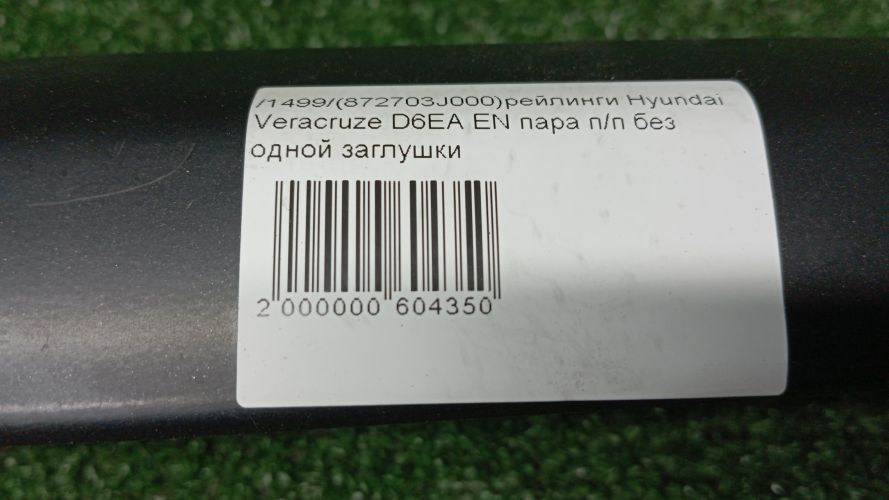 /1499/(872703J000)рейлинги Hyundai
Veracruze D6EA EN пара п/п без
одной заглушки
2 000000 604350